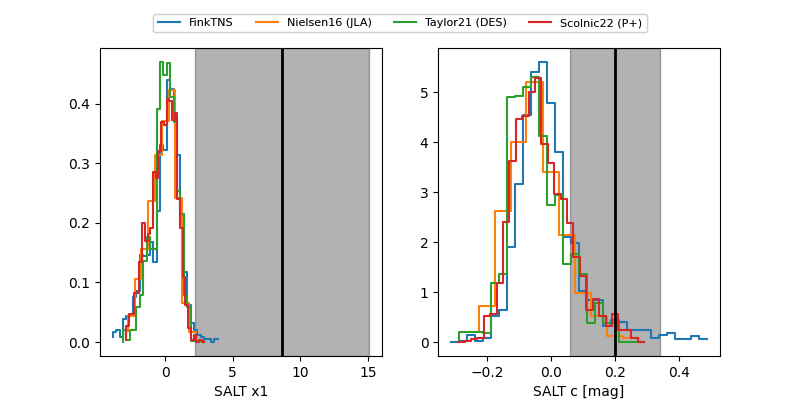 FinkTNS Nielsen16 (JLA) Taylor21 (DES) Scolnic22 (P+)
0.4
0.3
0.2
0.1
0.0
0 5 10 15
SALT x1
5
4
3
2
1
0
−0.2 0.0 0.2 0.4
SALT c [mag]